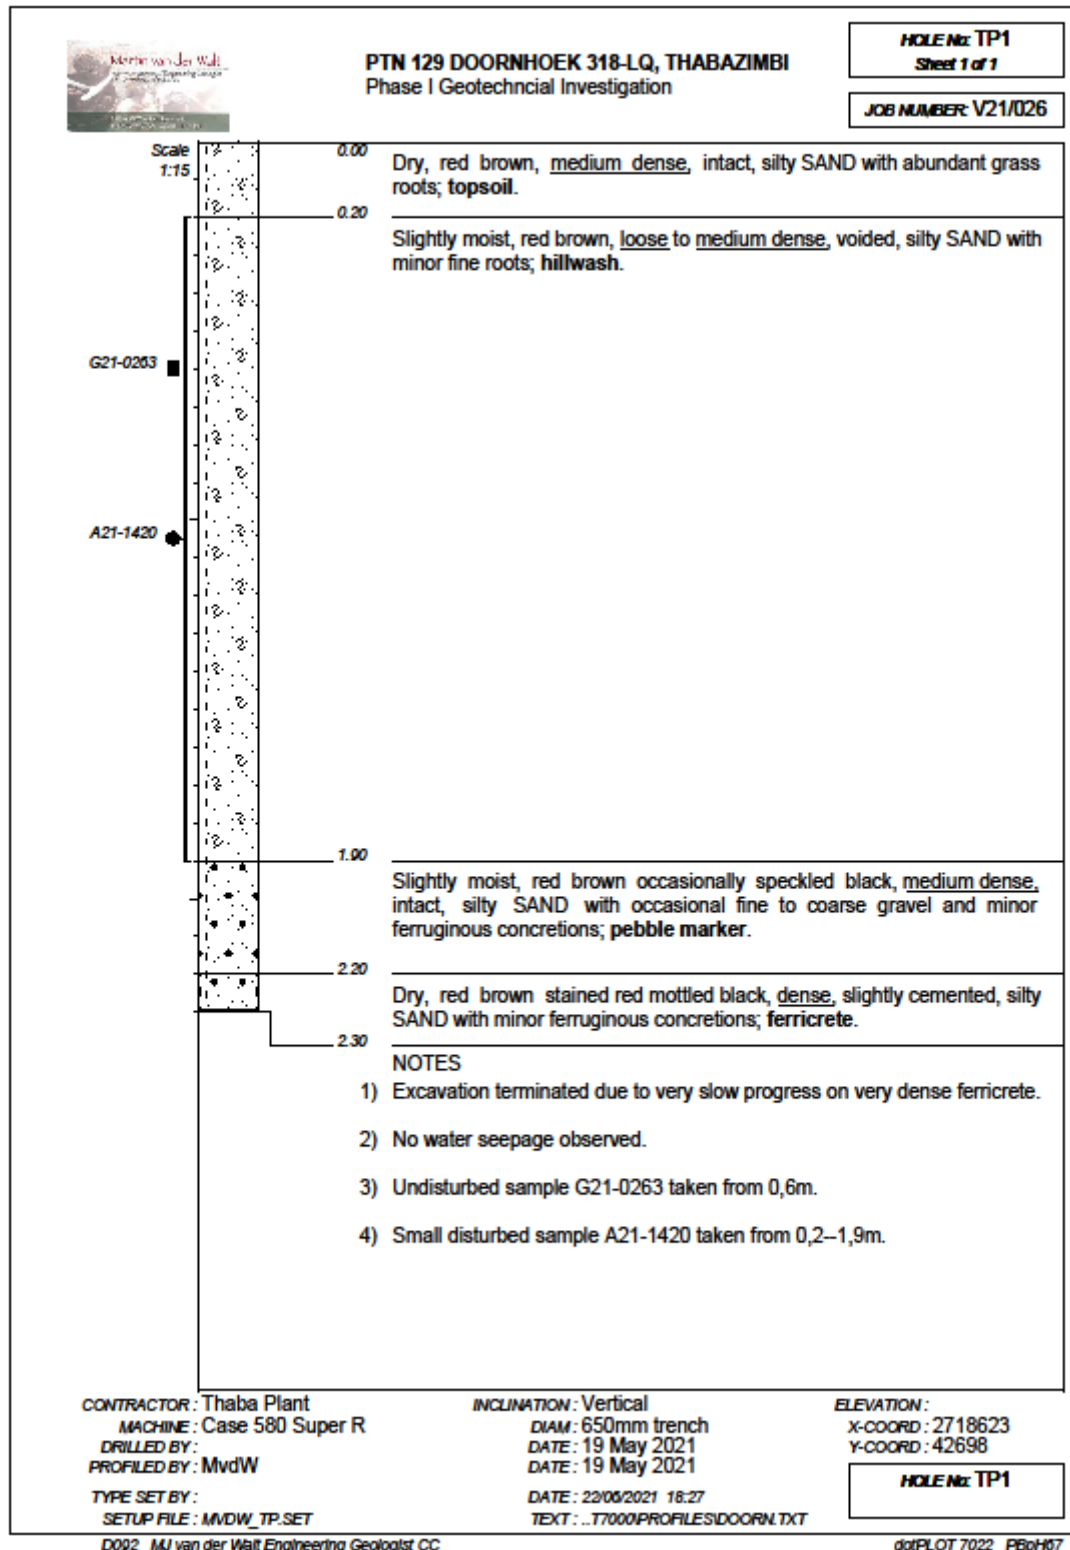 Martin van der Walt
PTN 129 DOORNHOEK 318-LQ, THABAZIMBI
Phase I Geotechncial Investigation
HOLE No: TP1
Sheet 1 of 1
JOB NUMBER: V21/026
Scale
1:15
0.00
Dry, red brown, medium dense, intact, silty SAND with abundant grass
roots; topsoil.
0.20
Slightly moist, red brown, loose to medium dense, voided, silty SAND with
minor fine roots; hillwash.
G21-0263
A21-1420
1.90
Slightly moist, red brown occasionally speckled black, medium dense,
intact, silty SAND with occasional fine to coarse gravel and minor
ferruginous concretions; pebble marker.
2.20
Dry, red brown stained red mottled black, dense, slightly cemented, silty
SAND with minor ferruginous concretions; ferricrete.
2.30
NOTES
1) Excavation terminated due to very slow progress on very dense ferricrete.
2) No water seepage observed.
3) Undisturbed sample G21-0263 taken from 0,6m.
4) Small disturbed sample A21-1420 taken from 0,2--1,9m.
CONTRACTOR : Thaba Plant
MACHINE : Case 580 Super R
DRILLED BY :
PROFILED BY : MvdW
TYPE SET BY :
SETUP FILE : MVDW_TP.SET
INCLINATION : Vertical
DIAM : 650mm trench
DATE : 19 May 2021
DATE : 19 May 2021
DATE : 22/06/2021 18:27
TEXT : ..T7000\PROFILES\DOORN.TXT
ELEVATION :
X-COORD : 2718623
Y-COORD : 42698
HOLE No: TP1
D092 MJ van der Walt Engineering Geologist CC
dotPLOT 7022 PBpH67